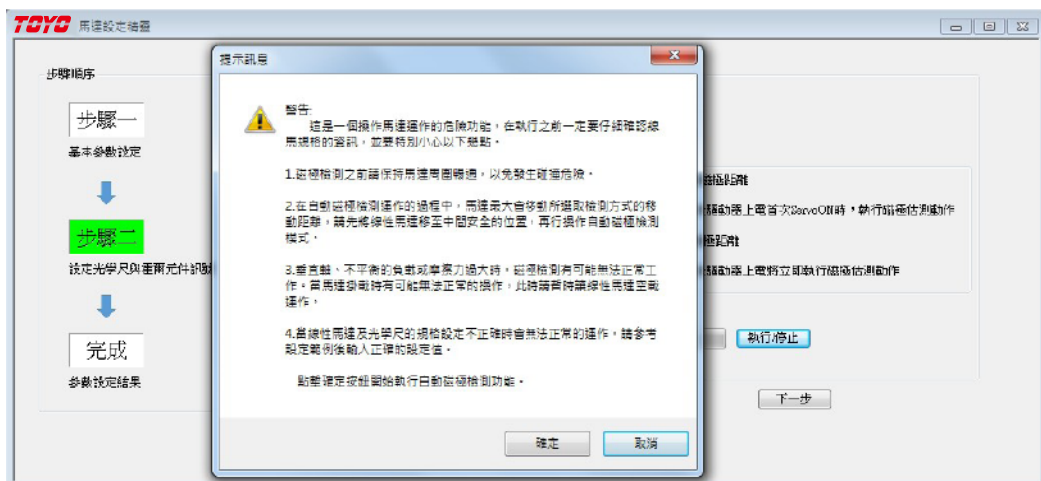 TOYO 馬達設定精靈
步驟順序
步驟一
基本參數設定
步驟二
設定光學尺與霍爾元件訊號
完成
參數設定結果
提示訊息
警告:
這是一個操作馬達運作的危險功能，在執行之前一定要仔細確認線
馬規格的資訊，並要特別小心以下幾點。
1.磁極檢測之前請保持馬達周圍暢通，以免發生碰撞危險。
2.在自動磁極檢測運作的過程中，馬達最大會移動所選取檢測方式的移
動距離，請先將線性馬達移至中間安全的位置，再行操作自動磁極檢測
模式。
3.垂直軸、不平衡的負載或摩擦力過大時，磁極檢測有可能無法正常工
作。當馬達掛載時有可能無法正常的操作，此時請暫時讓線性馬達空載
運作，
4.當線性馬達及光學尺的規格設定不正確時會無法正常的運作，請參考
設定範例後輸入正確的設定值。
點擊確定按鈕開始執行自動磁極檢測功能。
確定
取消
磁極距離
驅動器上電首次ServoON時，執行磁極估測動作
極距離
驅動器上電將立即執行磁極估測動作
執行/停止
下一步